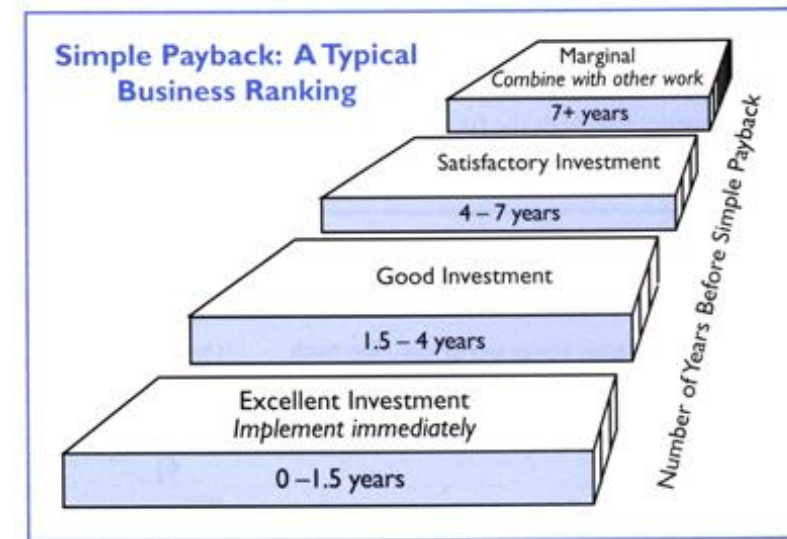 Simple Payback: A Typical
Business Ranking
Marginal
Combine with other work
7+ years
Satisfactory Investment
4 – 7 years
Good Investment
1.5 – 4 years
Excellent Investment
Implement immediately
0 –1.5 years
Number of Years Before Simple Payback